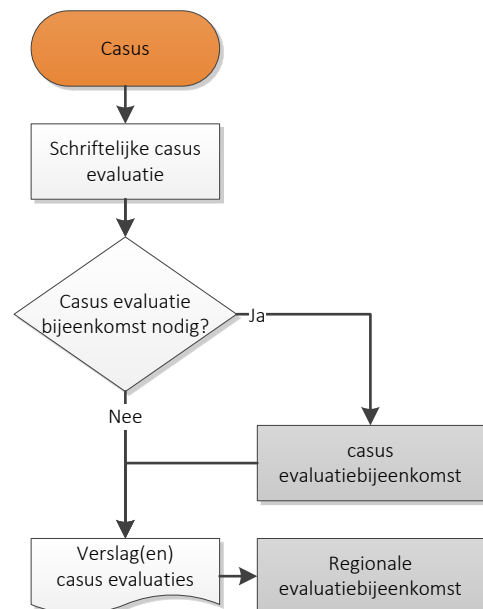 Casus
Schriftelijke casus
evaluatie
Casus evaluatie
bijeenkomst nodig?
Ja
Nee
casus
evaluatiebijeenkomst
Verslag(en)
casus evaluaties
Regionale
evaluatiebijeenkomst